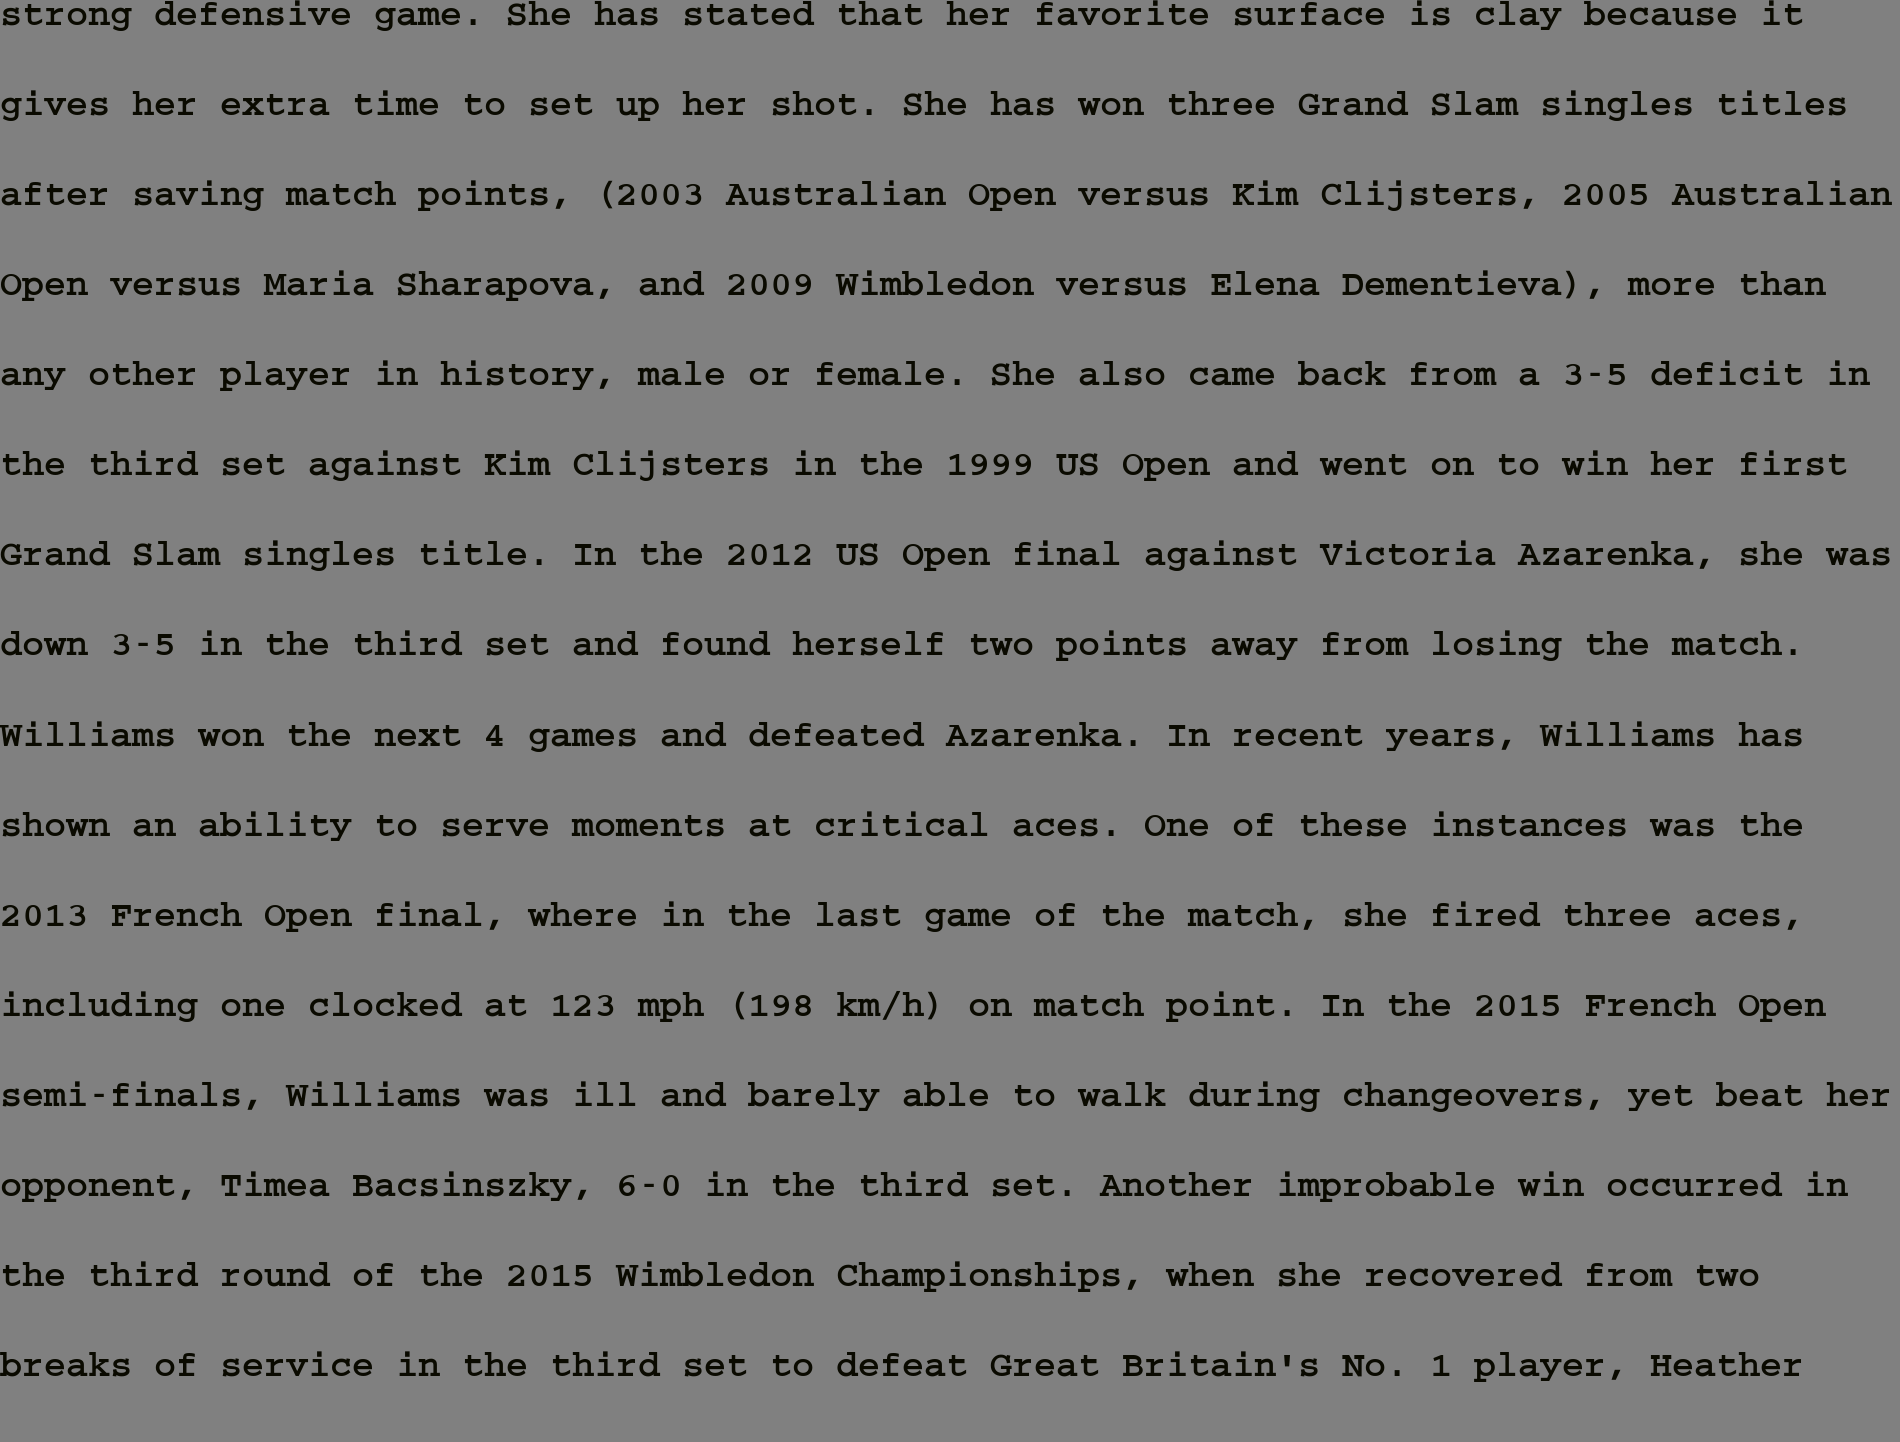 strong defensive game. She has stated that her favorite surface is clay because it
gives her extra time to set up her shot. She has won three Grand Slam singles titles
after saving match points, (2003 Australian Open versus Kim Clijsters, 2005 Australian
Open versus Maria Sharapova, and 2009 Wimbledon versus Elena Dementieva), more than
any other player in history, male or female. She also came back from a 3-5 deficit in
the third set against Kim Clijsters in the 1999 US Open and went on to win her first
Grand Slam singles title. In the 2012 US Open final against Victoria Azarenka, she was
down 3-5 in the third set and found herself two points away from losing the match.
Williams won the next 4 games and defeated Azarenka. In recent years, Williams has
shown an ability to serve moments at critical aces. One of these instances was the
2013 French Open final, where in the last game of the match, she fired three aces,
including one clocked at 123 mph (198 km/h) on match point. In the 2015 French Open
semi-finals, Williams was ill and barely able to walk during changeovers, yet beat her
opponent, Timea Bacsinszky, 6-0 in the third set. Another improbable win occurred in
the third round of the 2015 Wimbledon Championships, when she recovered from two
breaks of service in the third set to defeat Great Britain's No. 1 player, Heather